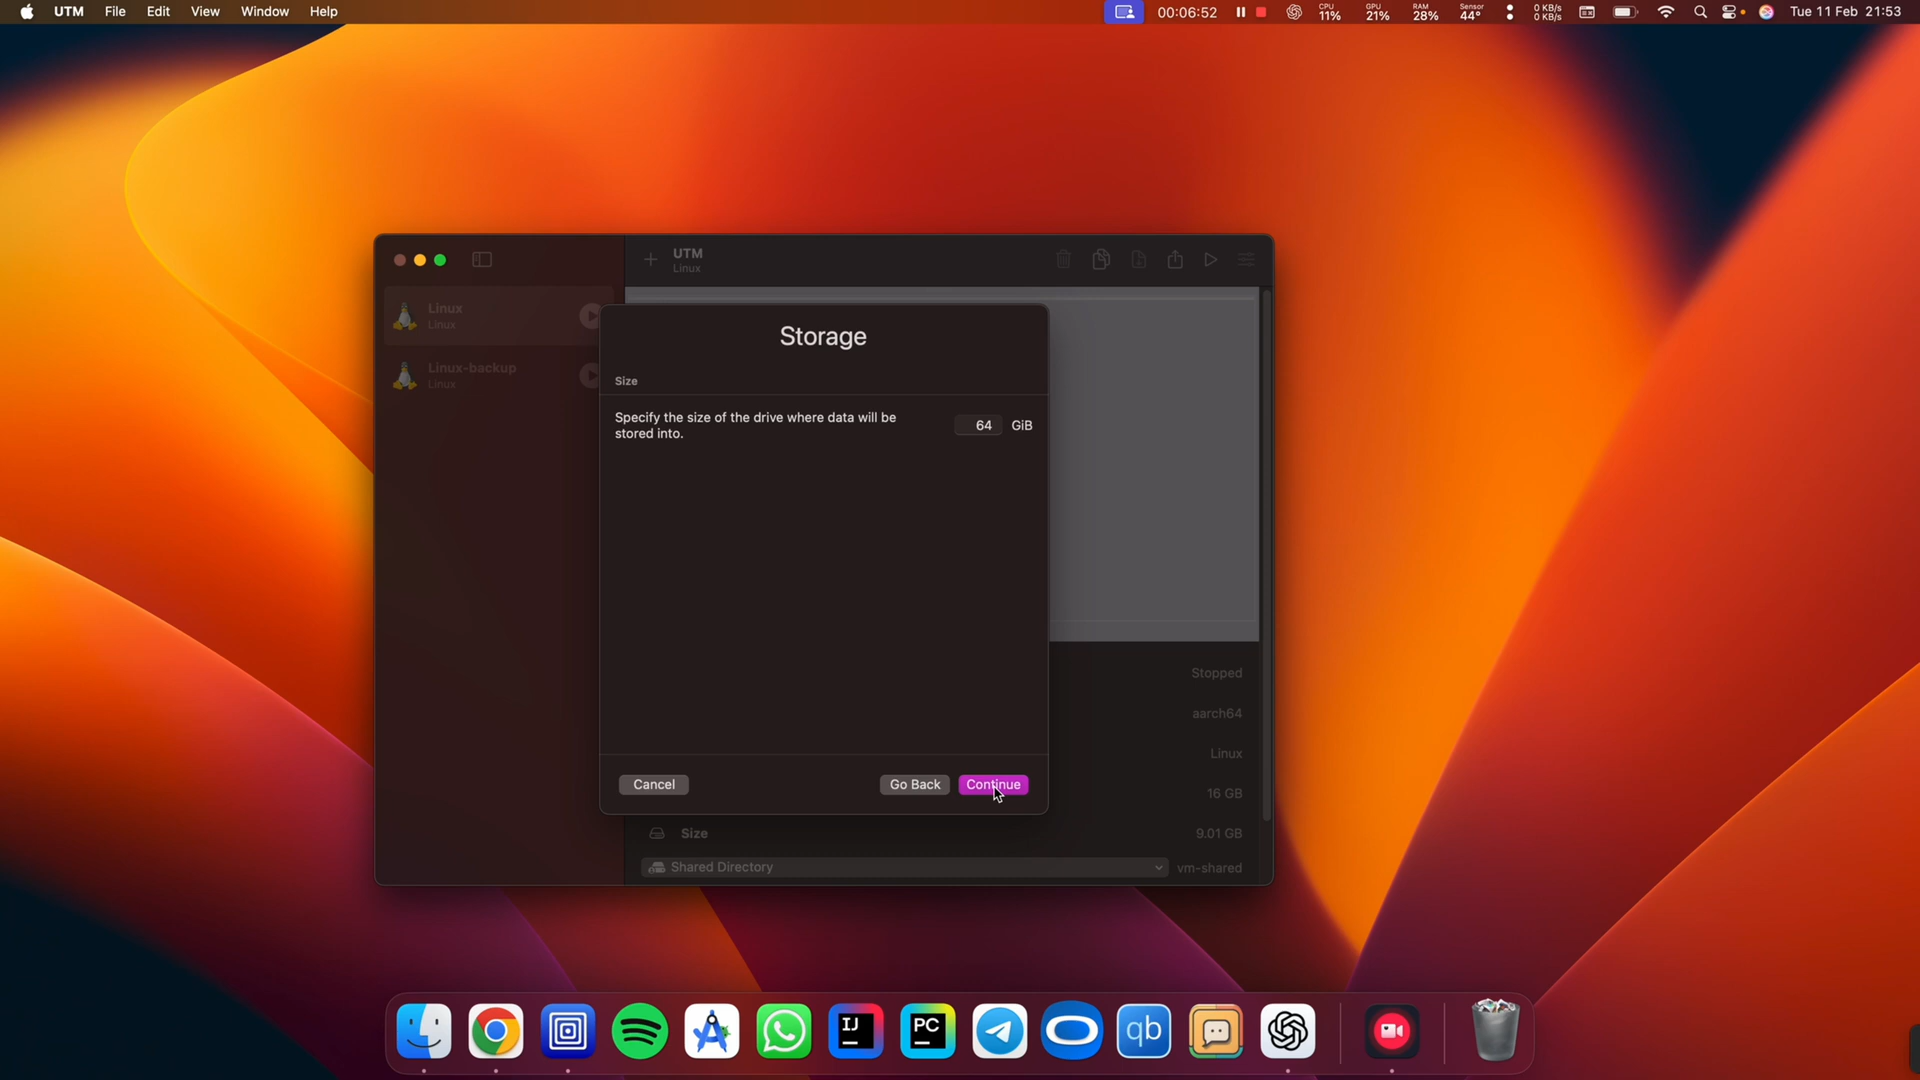 UTM File Edit View Window Help 00:06:52 CPU 11% GPU 21% RAM 28% Sensor 44° 0 KB/s 0 KB/s Tue 11 Feb 21:53
UTM
Linux
Linux
Linux
Linux-backup
Linux
Storage
Size
Specify the size of the drive where data will be
stored into.
64 GiB
Stopped
aarch64
Linux
16 GB
Cancel Go Back Continue
Size 9.01 GB
Shared Directory vm-shared
IJ PC qb